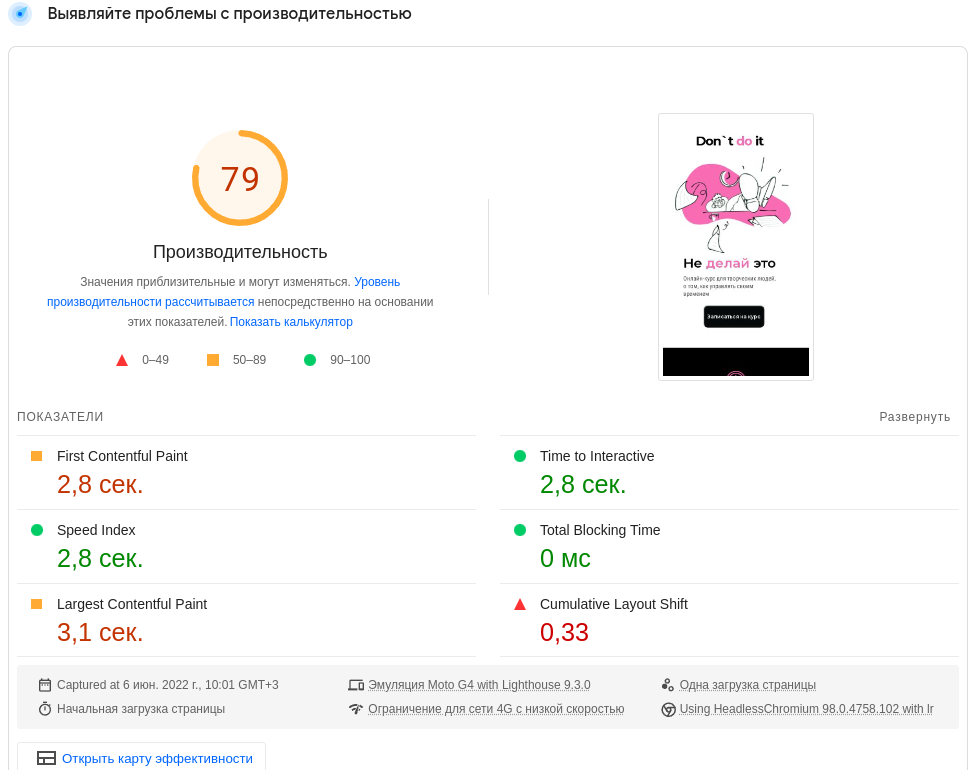 Выявляйте проблемы с производительностью
79
Производительность
Значения приблизительные и могут изменяться. Уровень
производительности рассчитывается непосредственно на основании
этих показателей. Показать калькулятор
0–49
50–89
90–100
Don`t do it
Не делай это
Онлайн-курс для творческих людей,
о том, как управлять своим
временем
Записаться на курс
ПОКАЗАТЕЛИ
Развернуть
First Contentful Paint
2,8 сек.
Time to Interactive
2,8 сек.
Speed Index
2,8 сек.
Total Blocking Time
0 мс
Largest Contentful Paint
3,1 сек.
Cumulative Layout Shift
0,33
Captured at 6 июн. 2022 г., 10:01 GMT+3
Эмуляция Moto G4 with Lighthouse 9.3.0
Одна загрузка страницы
Начальная загрузка страницы
Ограничение для сети 4G с низкой скоростью
Using HeadlessChromium 98.0.4758.102 with lr
Открыть карту эффективности